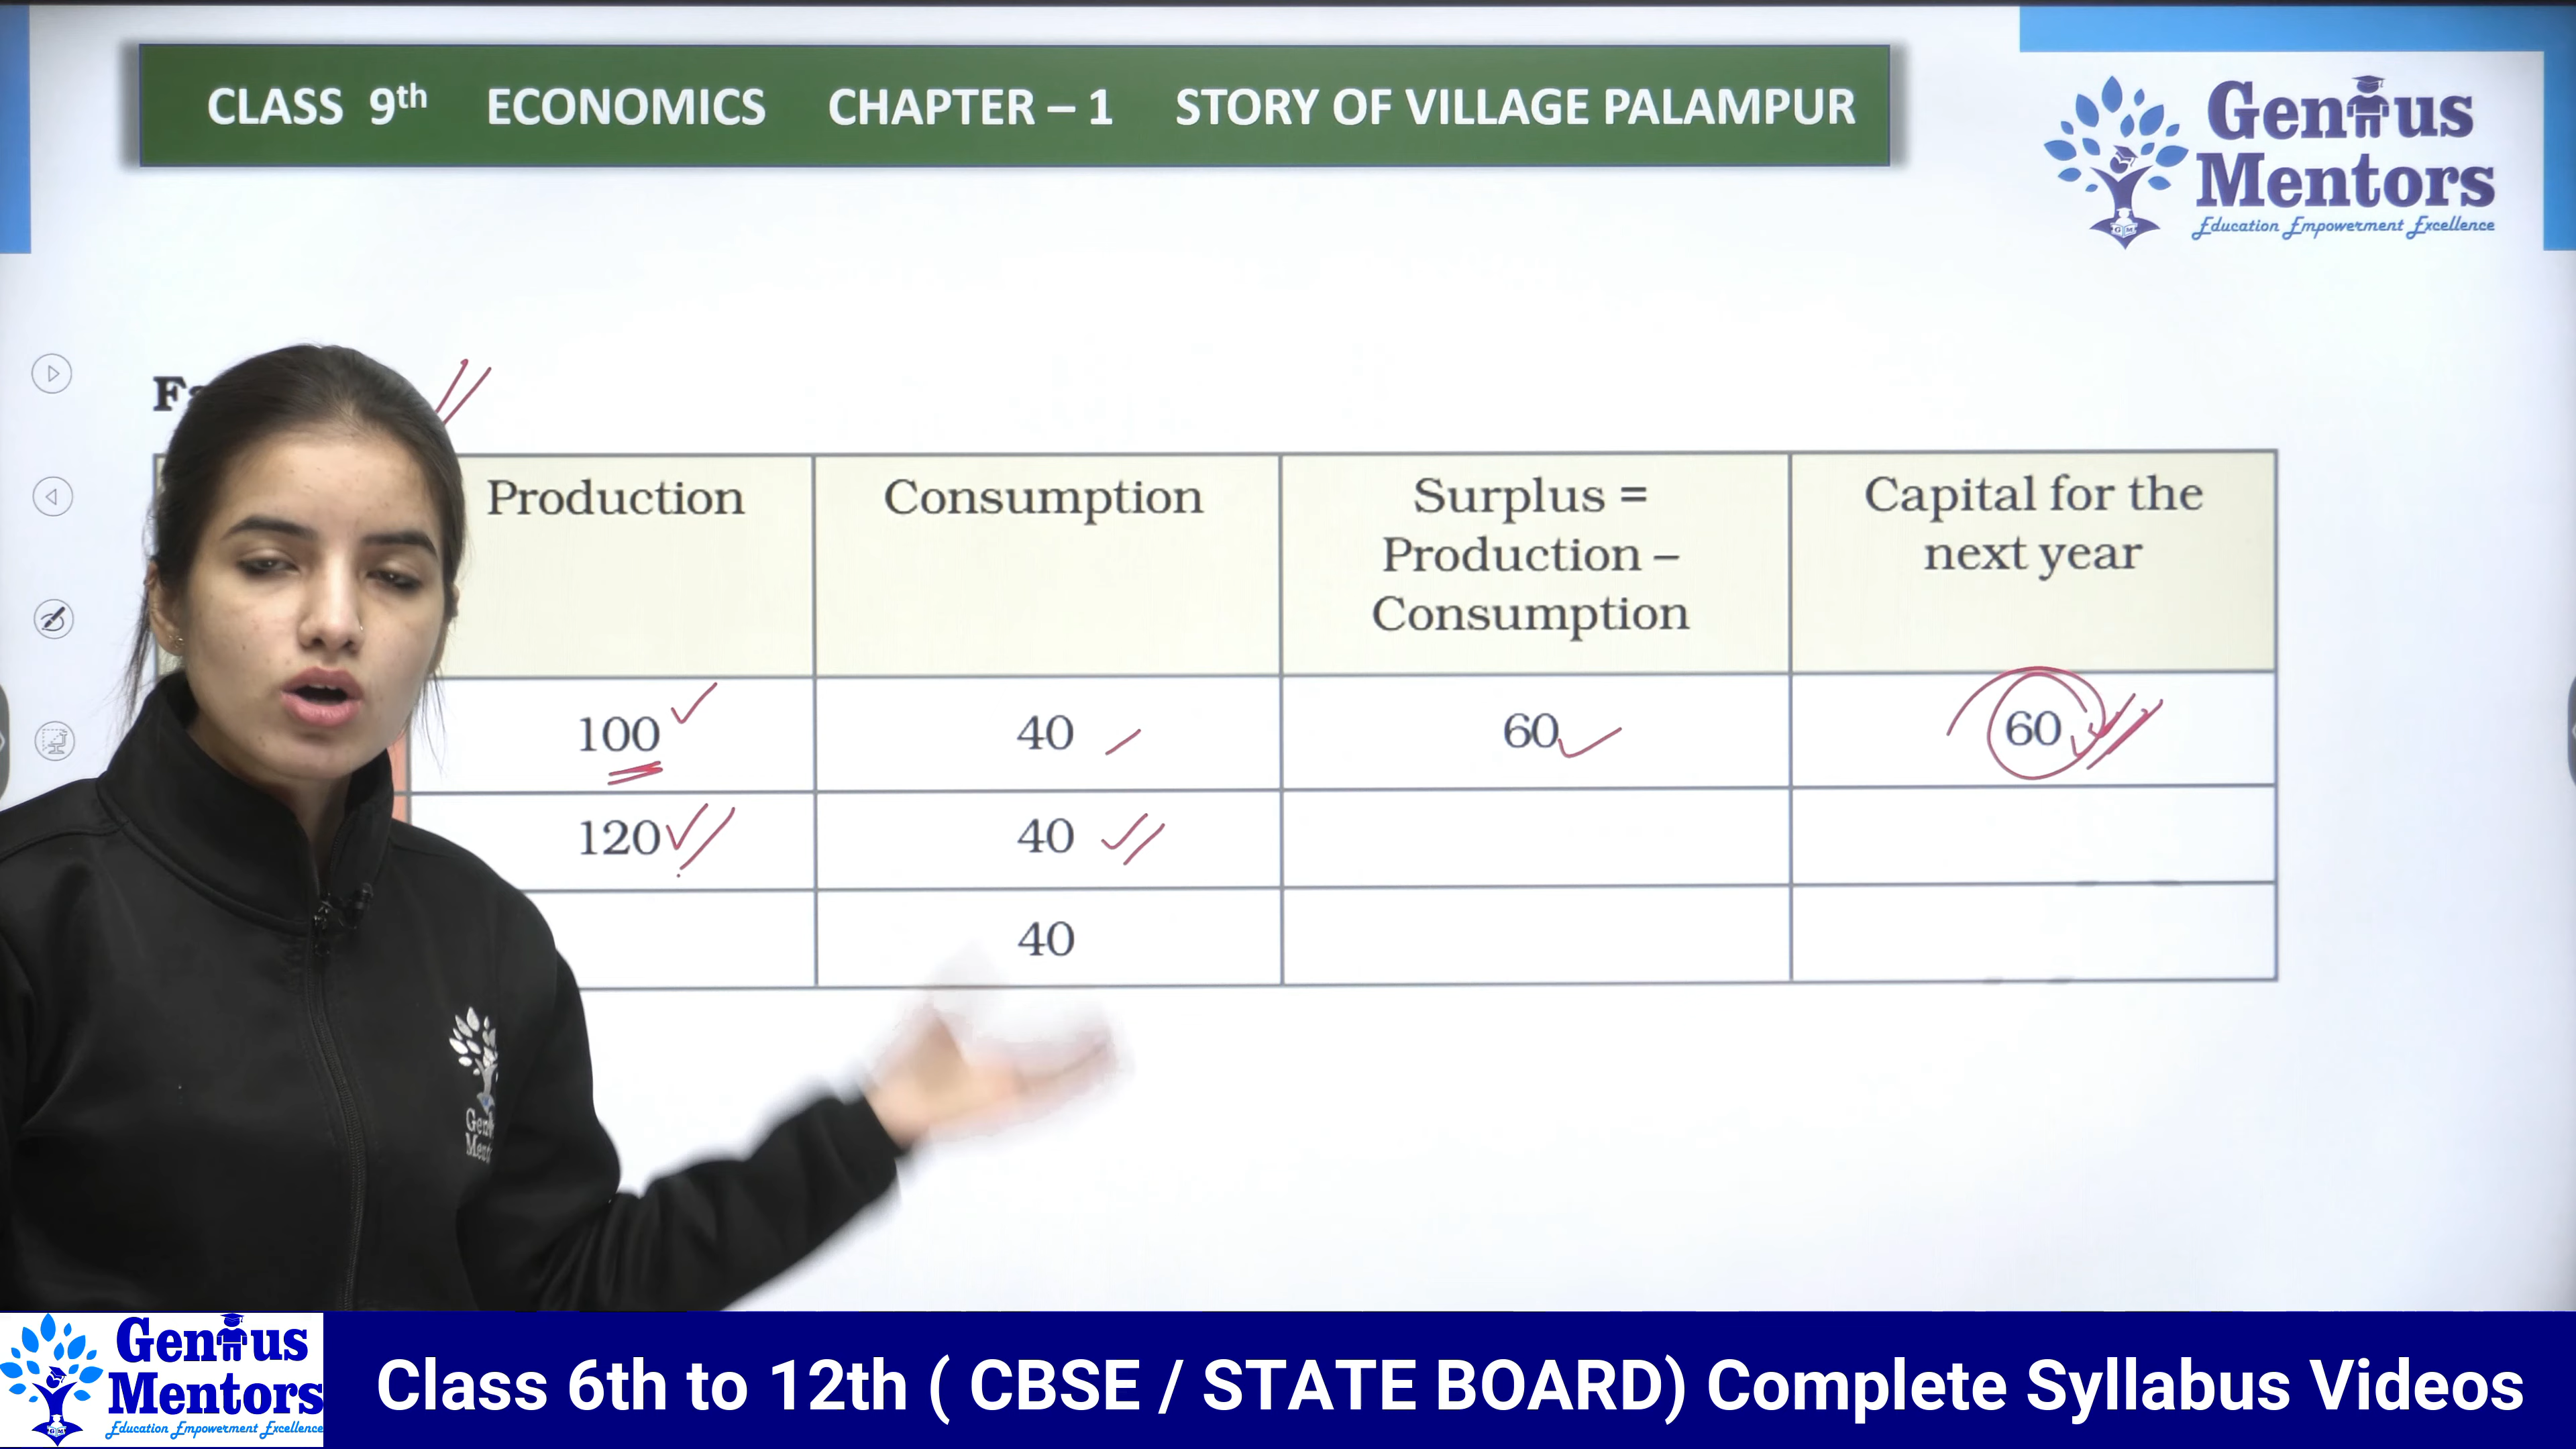 CLASS 9th ECONOMICS CHAPTER – 1 STORY OF VILLAGE PALAMPUR
Genius
Mentors
Education Empowerment Excellence
Production Consumption Surplus = Production – Consumption Capital for the next year
100 40 60 60
120 40
40
Genius
Mentors
Education Empowerment Excellence
Class 6th to 12th ( CBSE / STATE BOARD) Complete Syllabus Videos